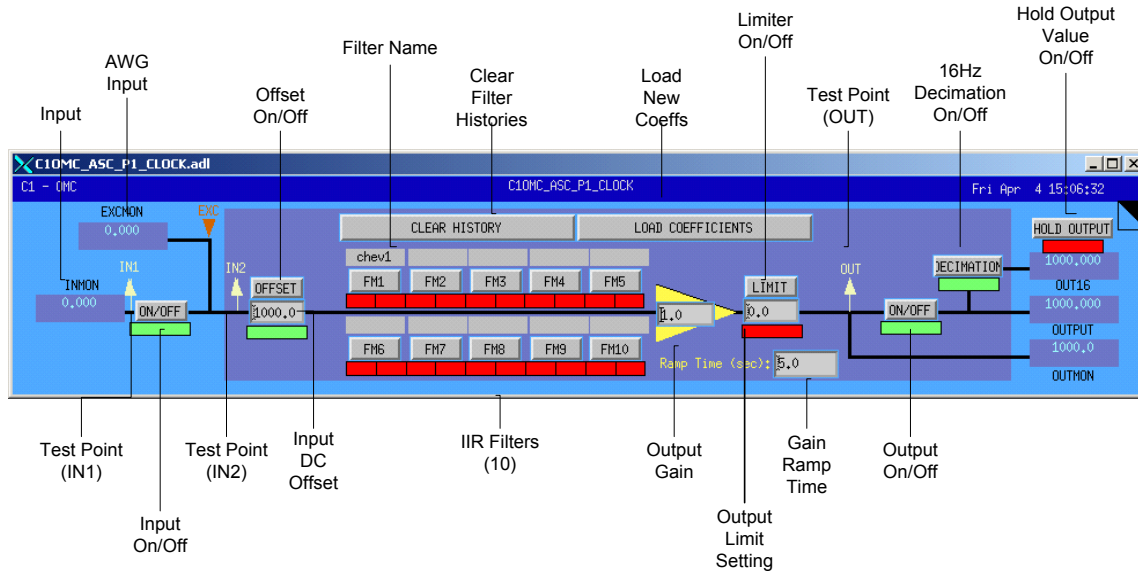 Hold Output
Value
On/Off
Limiter
On/Off
Filter Name
AWG
Input
Clear
Filter
Histories
Load
New
Coeffs
16Hz
Decimation
On/Off
Input
Offset
On/Off
Test Point
(OUT)
C1OMC_ASC_P1_CLOCK.adl
C1 - OMC
C1OMC_ASC_P1_CLOCK
Fri Apr 4 15:06:32
EXCMON
0.000
EXC
CLEAR HISTORY
LOAD COEFFICIENTS
HOLD OUTPUT
chev1
1000.000
OUT16
IN1
IN2
OUT
DECIMATION
INMON
0.000
ON/OFF
OFFSET
1000.0
FM1
FM2
FM3
FM4
FM5
1.0
LIMIT
0.0
ON/OFF
1000.000
OUTPUT
FM6
FM7
FM8
FM9
FM10
Ramp Time (sec):
5.0
1000.0
OUTMON
Test Point
(IN1)
Test Point
(IN2)
Input
DC
Offset
IIR Filters
(10)
Output
Gain
Gain
Ramp
Time
Output
On/Off
Input
On/Off
Output
Limit
Setting